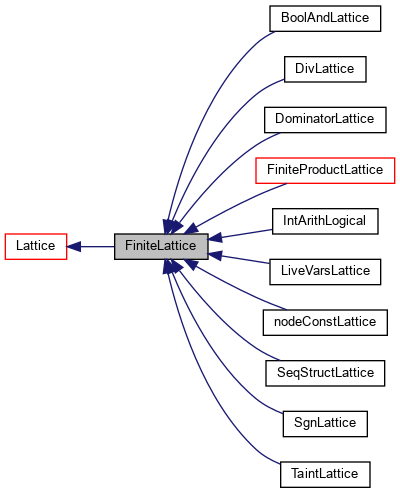 BoolAndLattice
DivLattice
DominatorLattice
FiniteProductLattice
IntArithLogical
Lattice
FiniteLattice
LiveVarsLattice
nodeConstLattice
SeqStructLattice
SgnLattice
TaintLattice